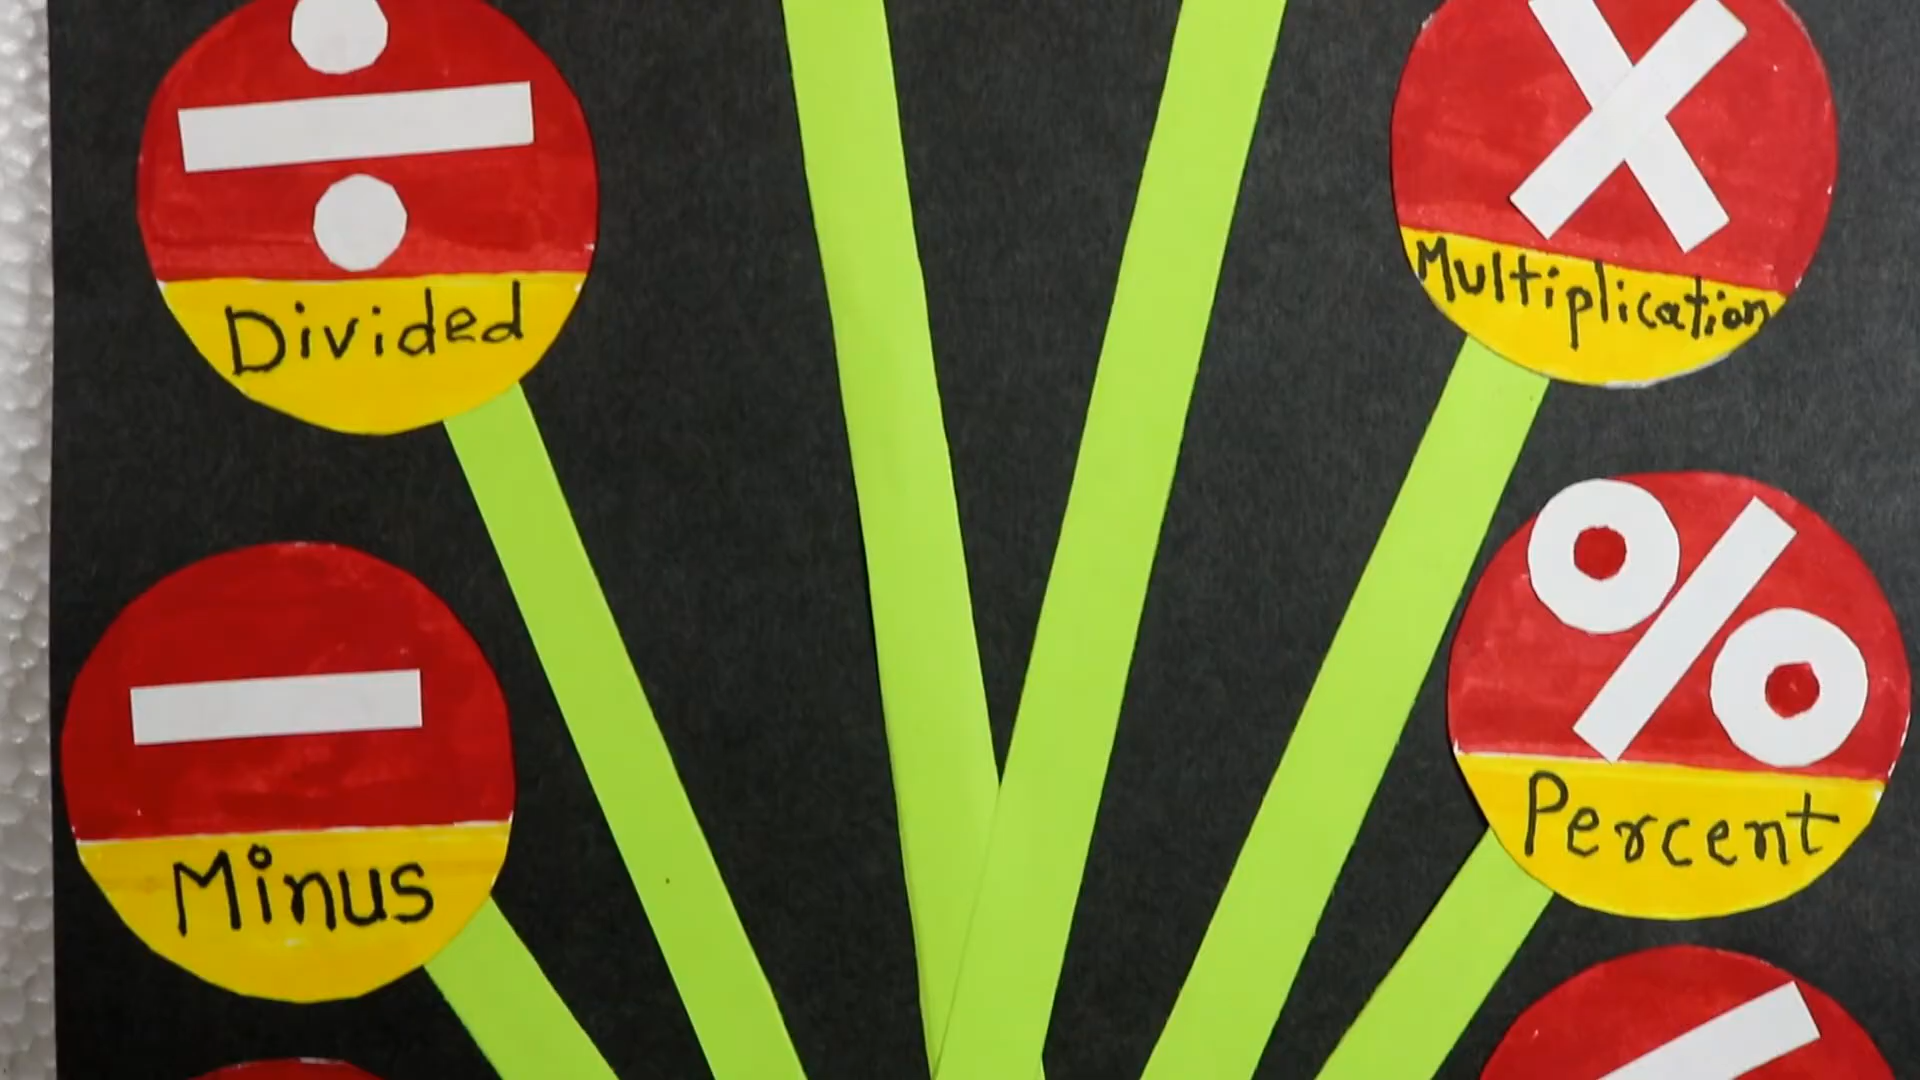 ÷
Divided
×
Multiplication
−
Minus
%
Percent